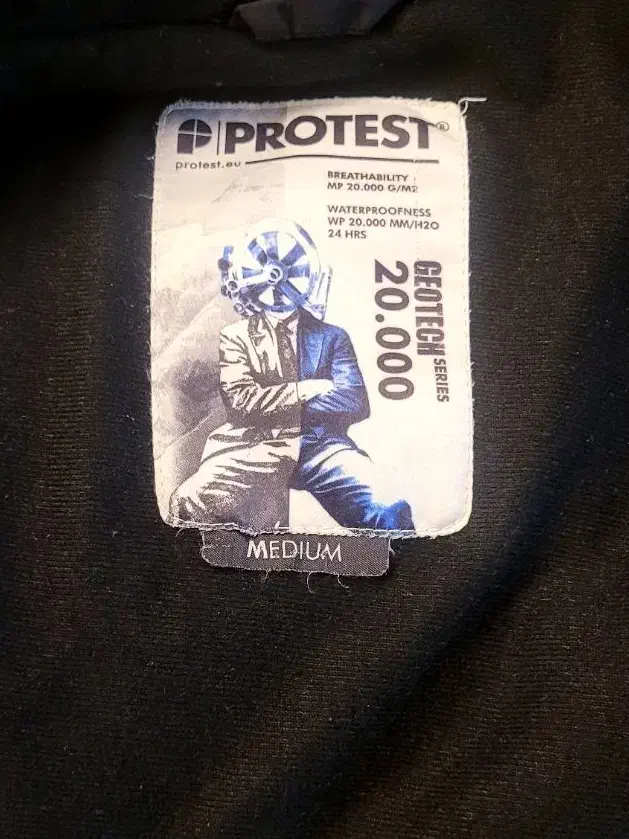 PROTEST®
protest.eu
BREATHABILITY
MP 20.000 G/M2
WATERPROOFNESS
WP 20.000 MM/H2O
24 HRS
GEOTECH SERIES
20.000
MEDIUM